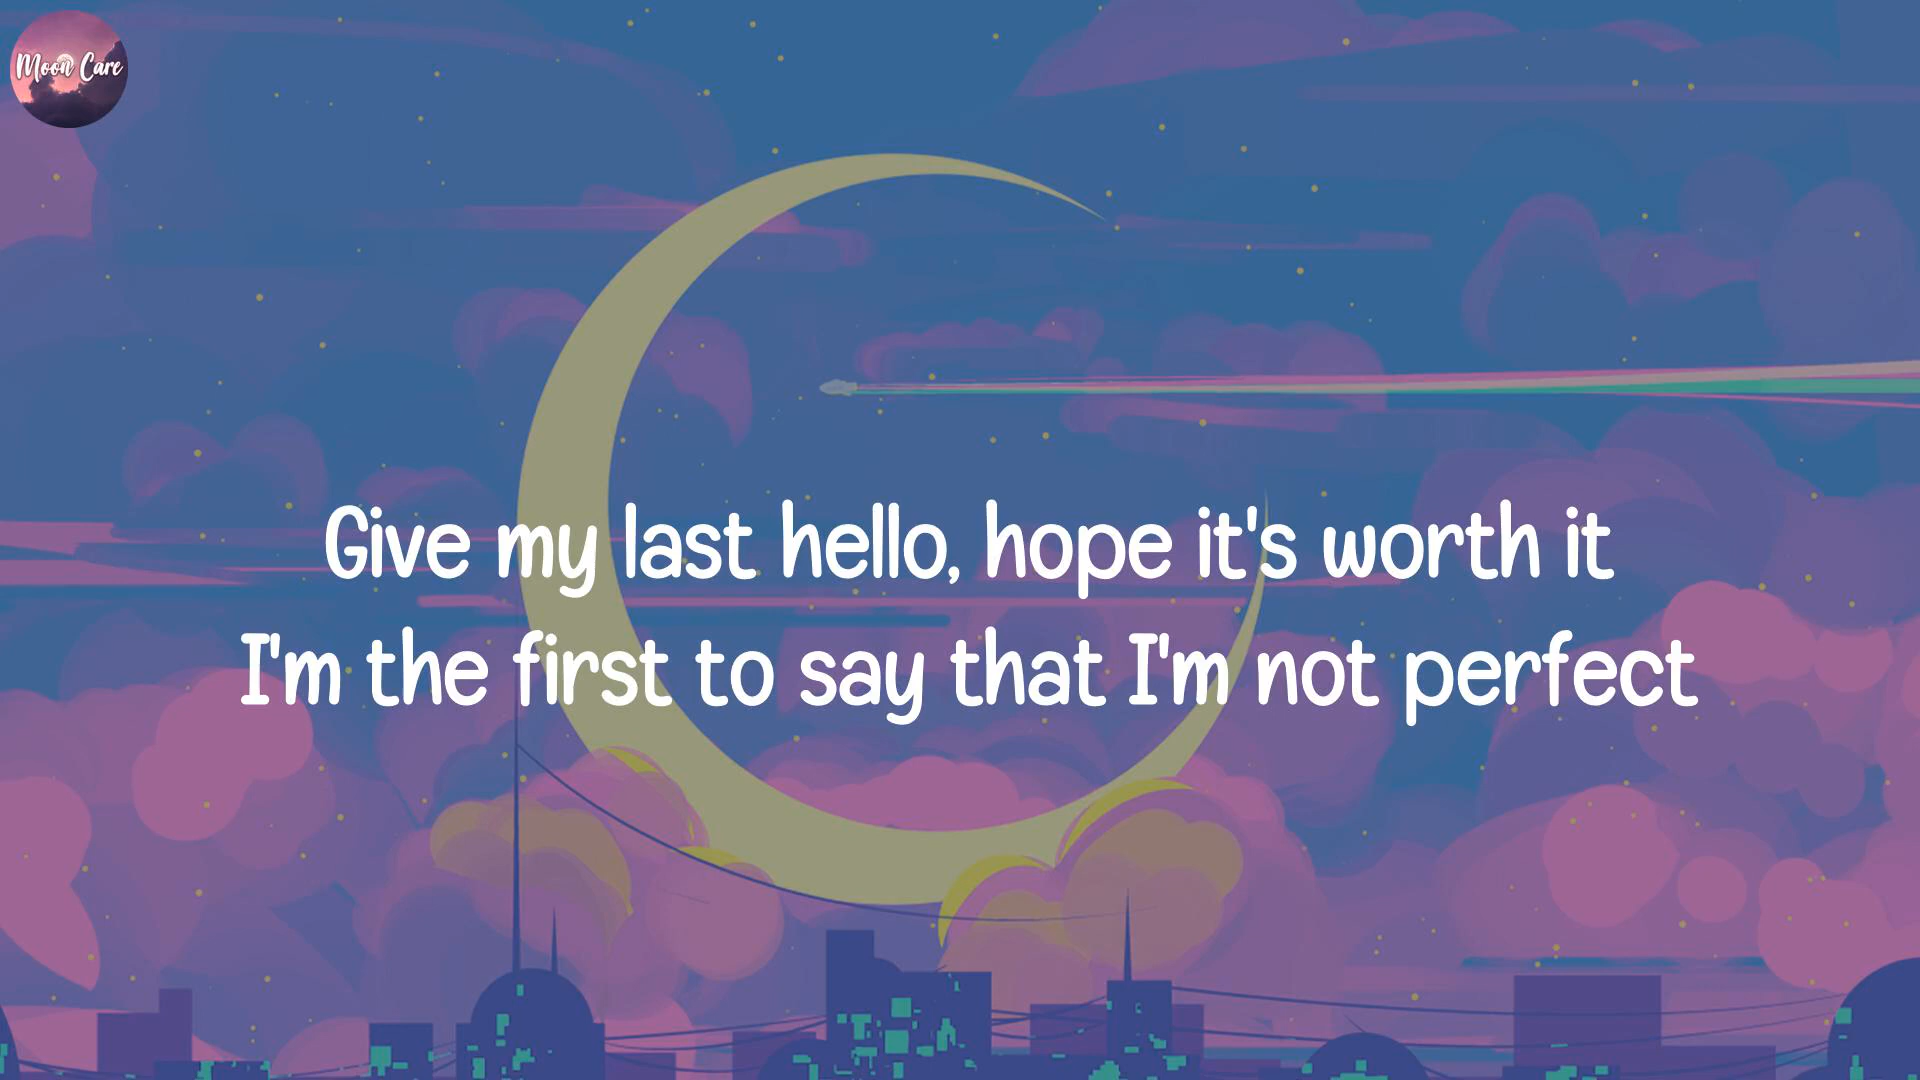 Moon Care
Give my last hello, hope it's worth it
I'm the first to say that I'm not perfect